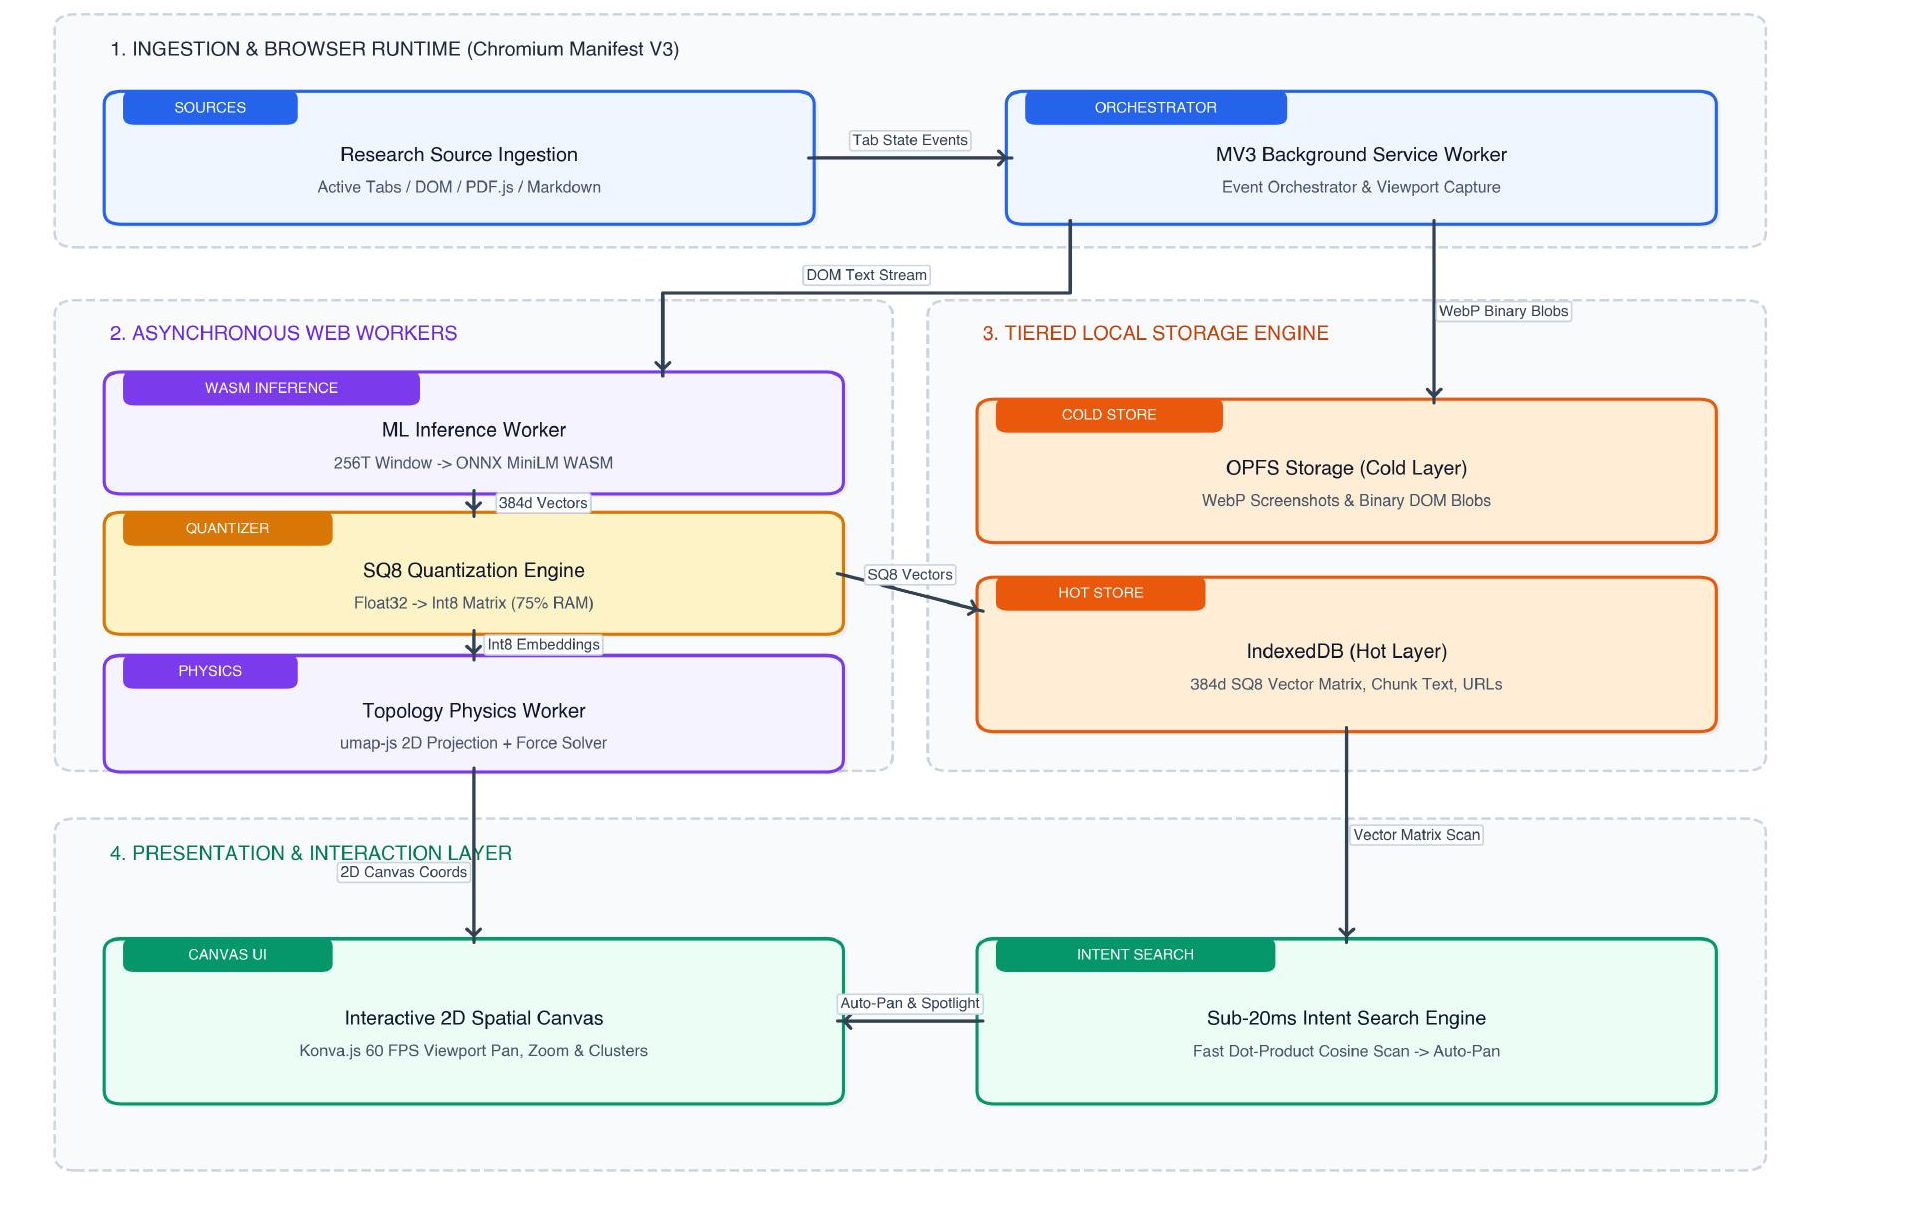 1. INGESTION & BROWSER RUNTIME (Chromium Manifest V3)
SOURCES
Research Source Ingestion
Active Tabs / DOM / PDF.js / Markdown
Tab State Events
ORCHESTRATOR
MV3 Background Service Worker
Event Orchestrator & Viewport Capture
DOM Text Stream
WebP Binary Blobs
2. ASYNCHRONOUS WEB WORKERS
WASM INFERENCE
ML Inference Worker
256T Window -> ONNX MiniLM WASM
384d Vectors
QUANTIZER
SQ8 Quantization Engine
Float32 -> Int8 Matrix (75% RAM)
SQ8 Vectors
Int8 Embeddings
PHYSICS
Topology Physics Worker
umap-js 2D Projection + Force Solver
3. TIERED LOCAL STORAGE ENGINE
COLD STORE
OPFS Storage (Cold Layer)
WebP Screenshots & Binary DOM Blobs
HOT STORE
IndexedDB (Hot Layer)
384d SQ8 Vector Matrix, Chunk Text, URLs
Vector Matrix Scan
4. PRESENTATION & INTERACTION LAYER
2D Canvas Coords
CANVAS UI
Interactive 2D Spatial Canvas
Konva.js 60 FPS Viewport Pan, Zoom & Clusters
Auto-Pan & Spotlight
INTENT SEARCH
Sub-20ms Intent Search Engine
Fast Dot-Product Cosine Scan -> Auto-Pan